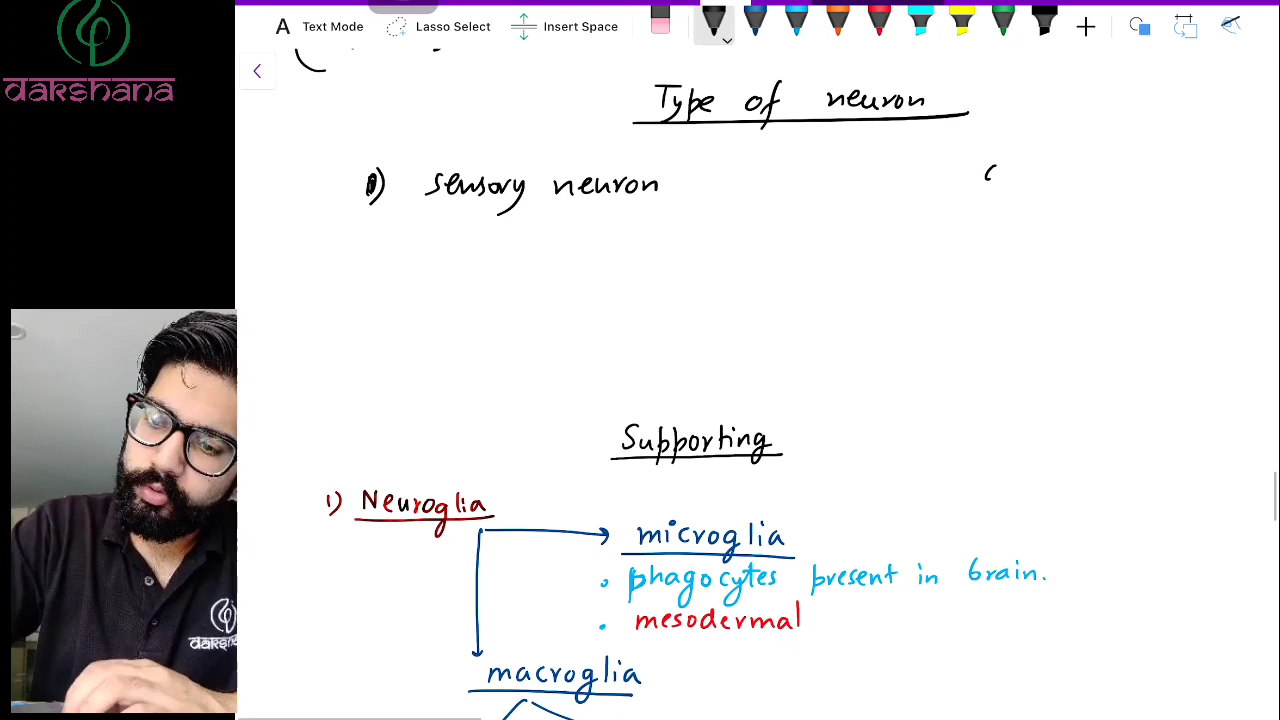 dakshana
Text Mode
Lasso Select
Insert Space
Type of neuron
1) sensory neuron
Supporting
1) Neuroglia
microglia
phagocytes present in brain.
mesodermal
macroglia